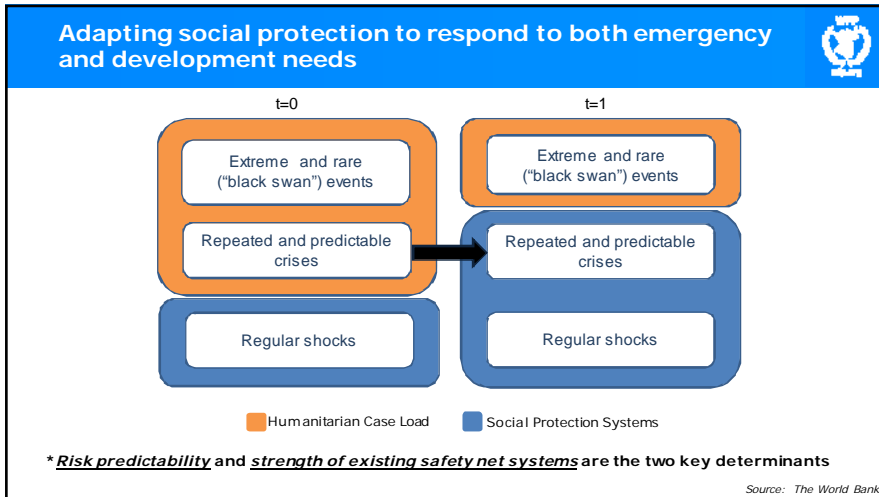 Adapting social protection to respond to both emergency
and development needs
WFP
wfp.org
t=0
t=1
Extreme and rare
("black swan") events
Extreme and rare
("black swan") events
Repeated and predictable
crises
Repeated and predictable
crises
Regular shocks
Regular shocks
Humanitarian Case Load
Social Protection Systems
*Risk predictability and strength of existing safety net systems are the two key determinants
Source: The World Bank